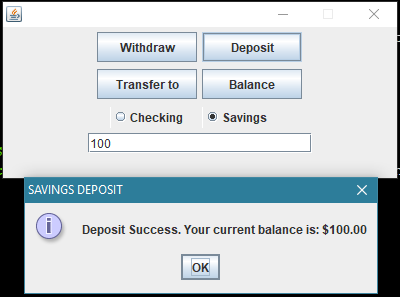 Withdraw Deposit
Transfer to Balance
Checking Savings
100
SAVINGS DEPOSIT
Deposit Success. Your current balance is: $100.00
OK